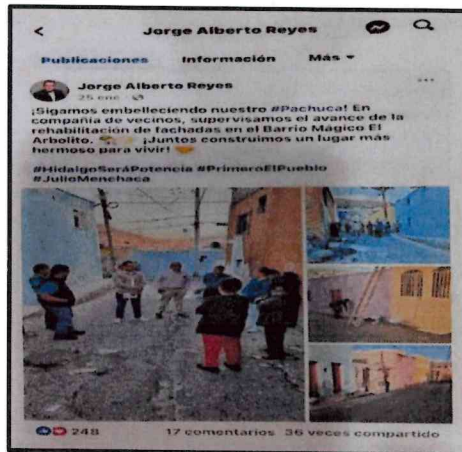 Jorge Alberto Reyes
Publicaciones Información Más
Jorge Alberto Reyes
25 ene.
¡Sigamos embelleciendo nuestro #Pachuca! En
compañía de vecinos, supervisamos el avance de la
rehabilitación de fachadas en el Barrio Mágico El
Arbolito. ¡Juntos construimos un lugar más
hermoso para vivir!
#HidalgoSeráPotencia #PrimeroElPueblo
#JulioMenchaca
248 17 comentarios 36 veces compartido